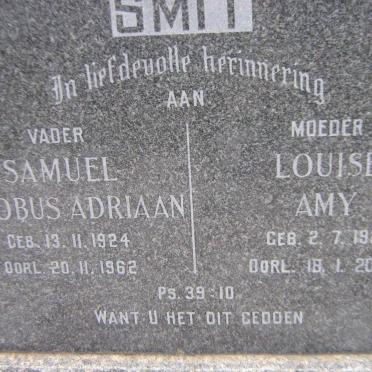 SMIT
In liefdevolle herinnering
AAN
VADER
SAMUEL
OBUS ADRIAAN
GEB. 13. 11. 1924
OORL. 20. 11. 1962
MOEDER
LOUISE
AMY
GEB. 2. 7. 19
OORL. 18. 1. 20
PS. 39:10
WANT U HET DIT GEDOEN